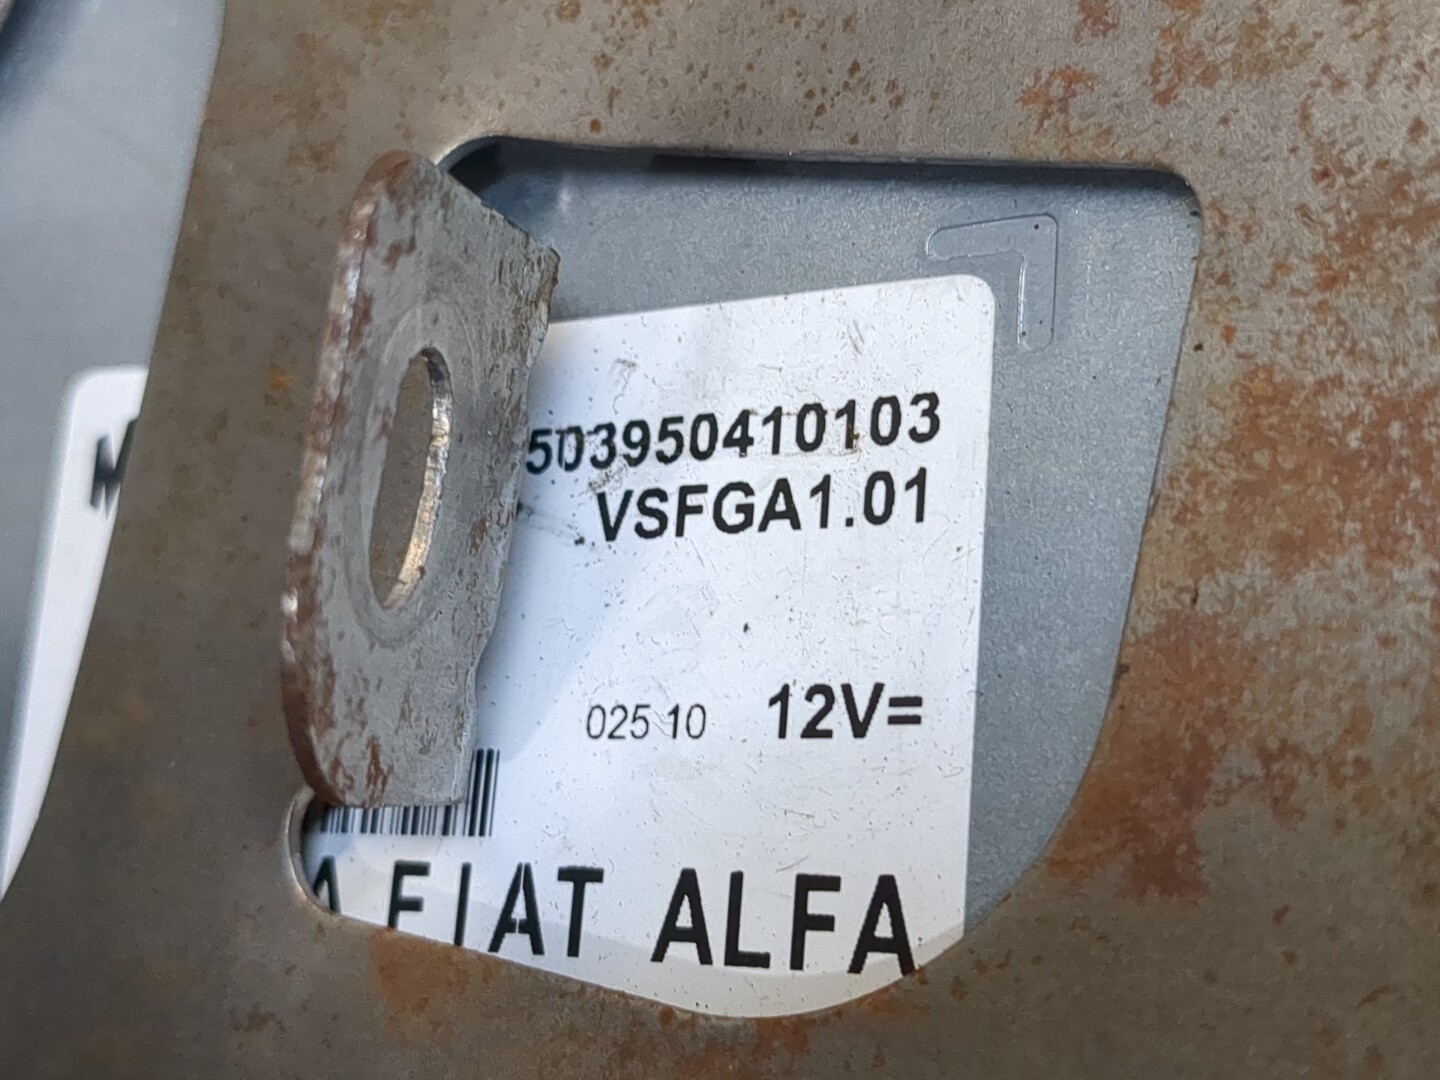 503950410103
VSFGA1.01
025 10 12V=
A FIAT ALFA